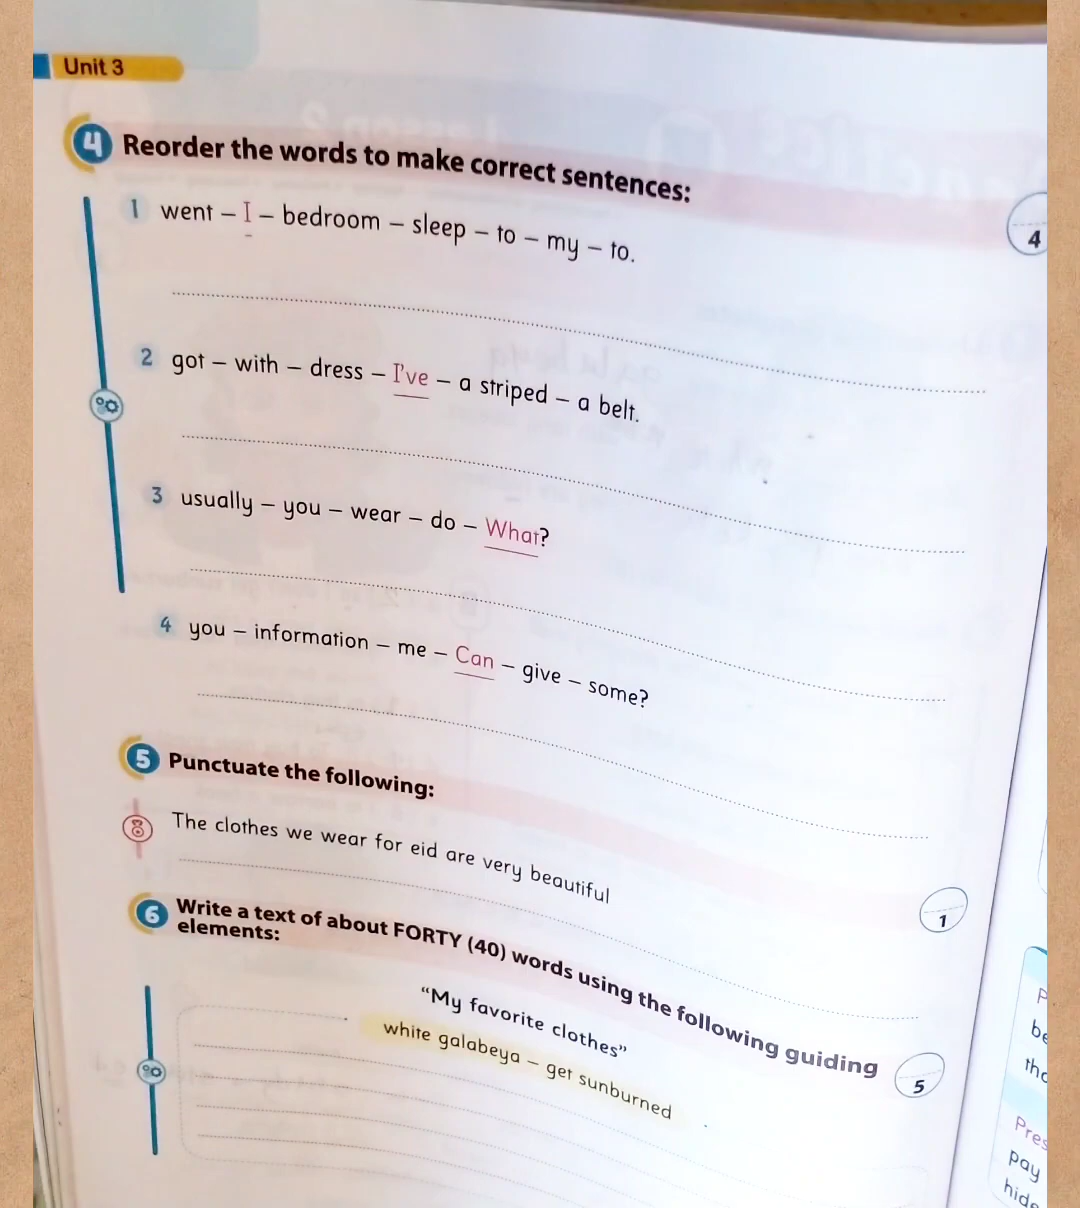 Unit 3
4 Reorder the words to make correct sentences:
4
1 went – I – bedroom – sleep – to – my – to.
2 got – with – dress – I've – a striped – a belt.
3 usually – you – wear – do – What?
4 you – information – me – Can – give – some?
5 Punctuate the following:
The clothes we wear for eid are very beautiful
1
6 Write a text of about FORTY (40) words using the following guiding
elements:
5
“My favorite clothes”
white galabeya – get sunburned
be
Pres
pay